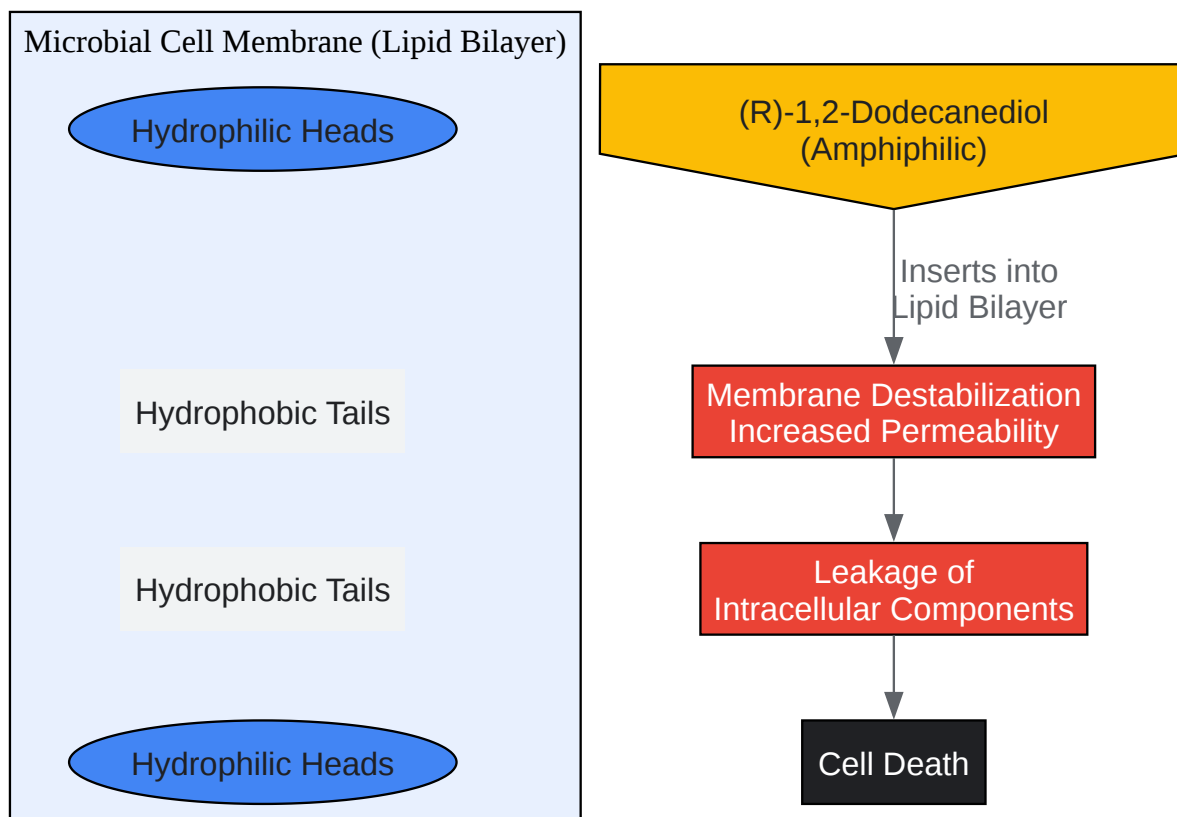 Microbial Cell Membrane (Lipid Bilayer)
Hydrophilic Heads
Hydrophobic Tails
Hydrophobic Tails
Hydrophilic Heads
(R)-1,2-Dodecanediol
(Amphiphilic)
Inserts into
Lipid Bilayer
Membrane Destabilization
Increased Permeability
Leakage of
Intracellular Components
Cell Death